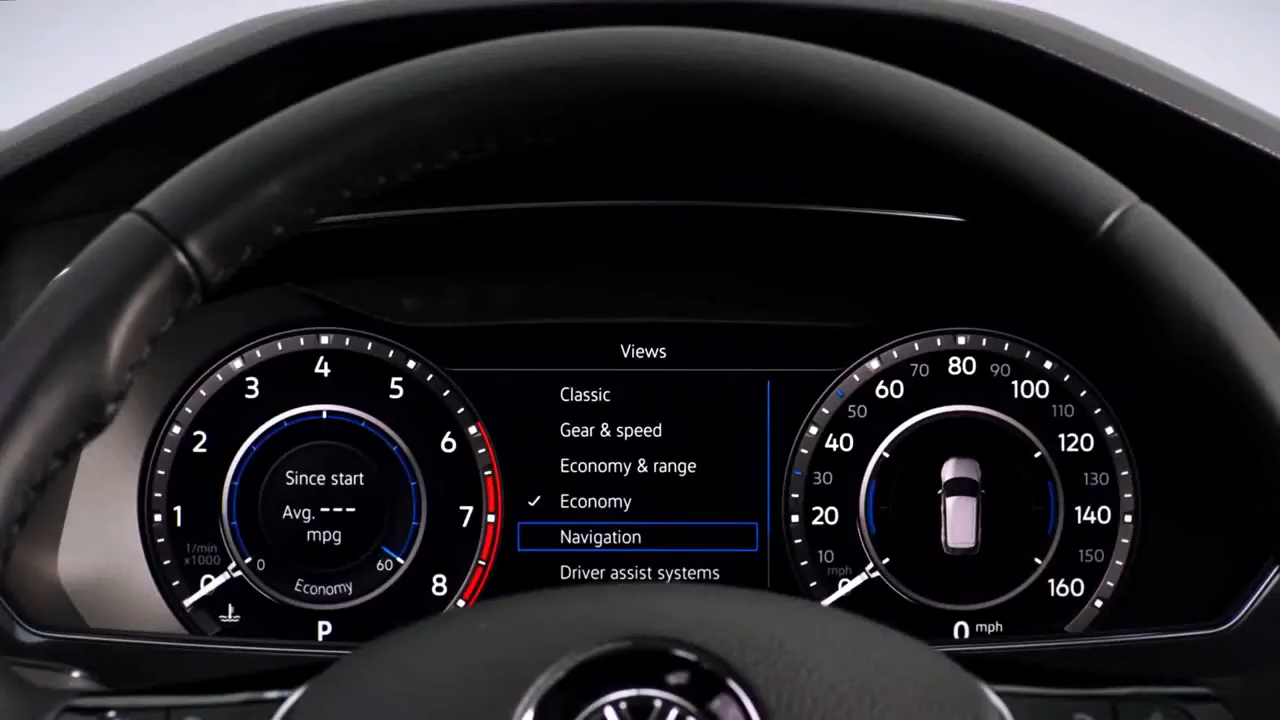 Views
Classic
Gear & speed
Economy & range
Economy
Navigation
Driver assist systems
0
1
2
3
4
5
6
7
8
1/min
x1000
Since start
Avg. ---
mpg
0
60
Economy
P
0
10
20
30
40
50
60
70
80
90
100
110
120
130
140
150
160
mph
0 mph